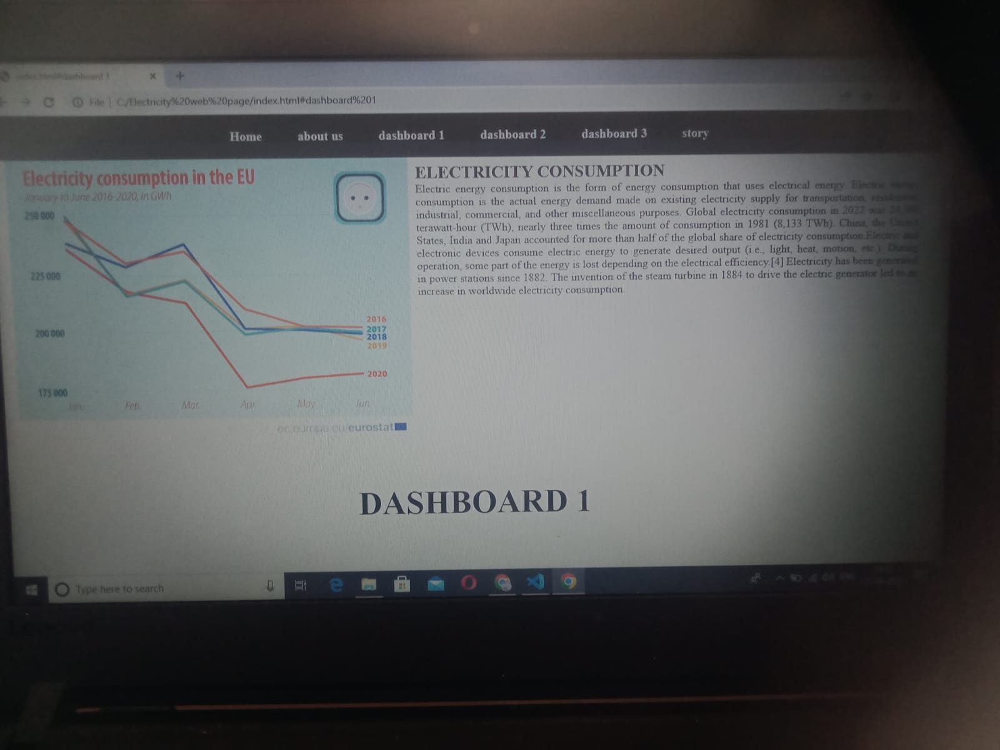 index.html#dashboard 1
File | C:/Electricity%20web%20page/index.html#dashboard%201
Home about us dashboard 1 dashboard 2 dashboard 3 story
Electricity consumption in the EU
January to June 2016-2020, in GWh
250 000
225 000
200 000
175 000
2016
2017
2018
2019
2020
Jan. Feb. Mar. Apr. May. Jun.
ec.europa.eu/eurostat
ELECTRICITY CONSUMPTION
Electric energy consumption is the form of energy consumption that uses electrical energy. Electric
consumption is the actual energy demand made on existing electricity supply for transportation,
industrial, commercial, and other miscellaneous purposes. Global electricity consumption in 2022 was
terawatt-hour (TWh), nearly three times the amount of consumption in 1981 (8,133 TWh). China, the United
States, India and Japan accounted for more than half of the global share of electricity consumption.Electric and
electronic devices consume electric energy to generate desired output (i.e., light, heat, motion, etc.). During
operation, some part of the energy is lost depending on the electrical efficiency.[4] Electricity has been generated
in power stations since 1882. The invention of the steam turbine in 1884 to drive the electric generator led to an
increase in worldwide electricity consumption.
DASHBOARD 1
Type here to search